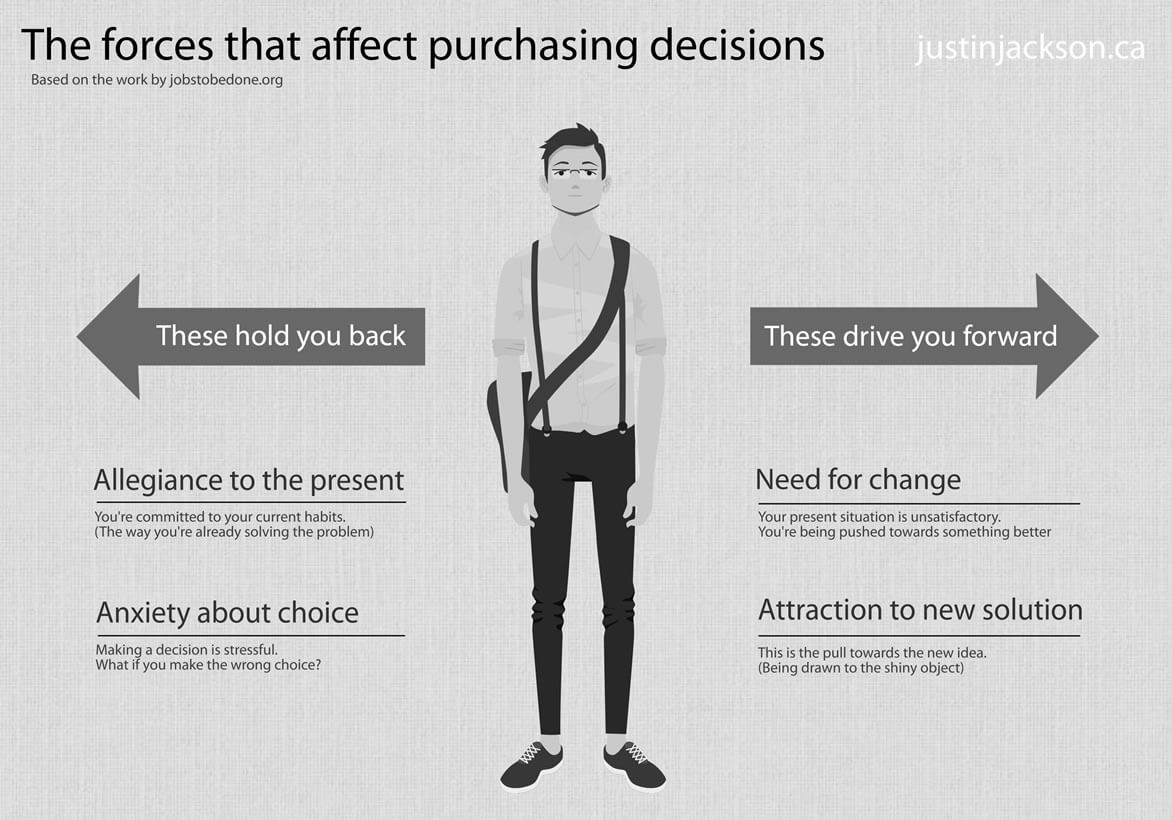 The forces that affect purchasing decisions
justinjackson.ca
Based on the work by jobstobedone.org
These hold you back
These drive you forward
Allegiance to the present
You're committed to your current habits.
(The way you're already solving the problem)
Anxiety about choice
Making a decision is stressful.
What if you make the wrong choice?
Need for change
Your present situation is unsatisfactory.
You're being pushed towards something better
Attraction to new solution
This is the pull towards the new idea.
(Being drawn to the shiny object)